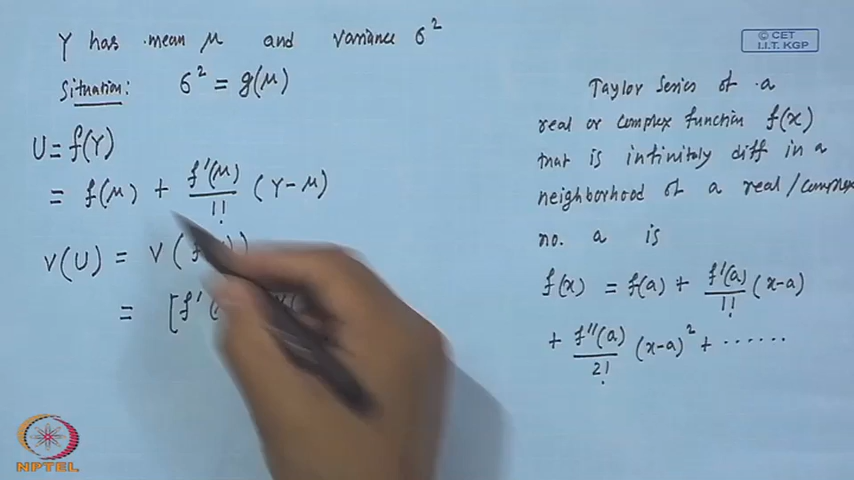 Y has mean μ and variance σ²
Situation: σ² = g(μ)
U = f(Y)
= f(μ) + f'(μ)/1! (Y-μ)
V(U) = V(f
= [f'(
© CET
I.I.T. KGP
Taylor Series of a
real or complex function f(x)
that is infinitely diff in a
neighborhood of a real/complex
no. a is
f(x) = f(a) + f'(a)/1! (x-a)
+ f''(a)/2! (x-a)² + ......
NPTEL